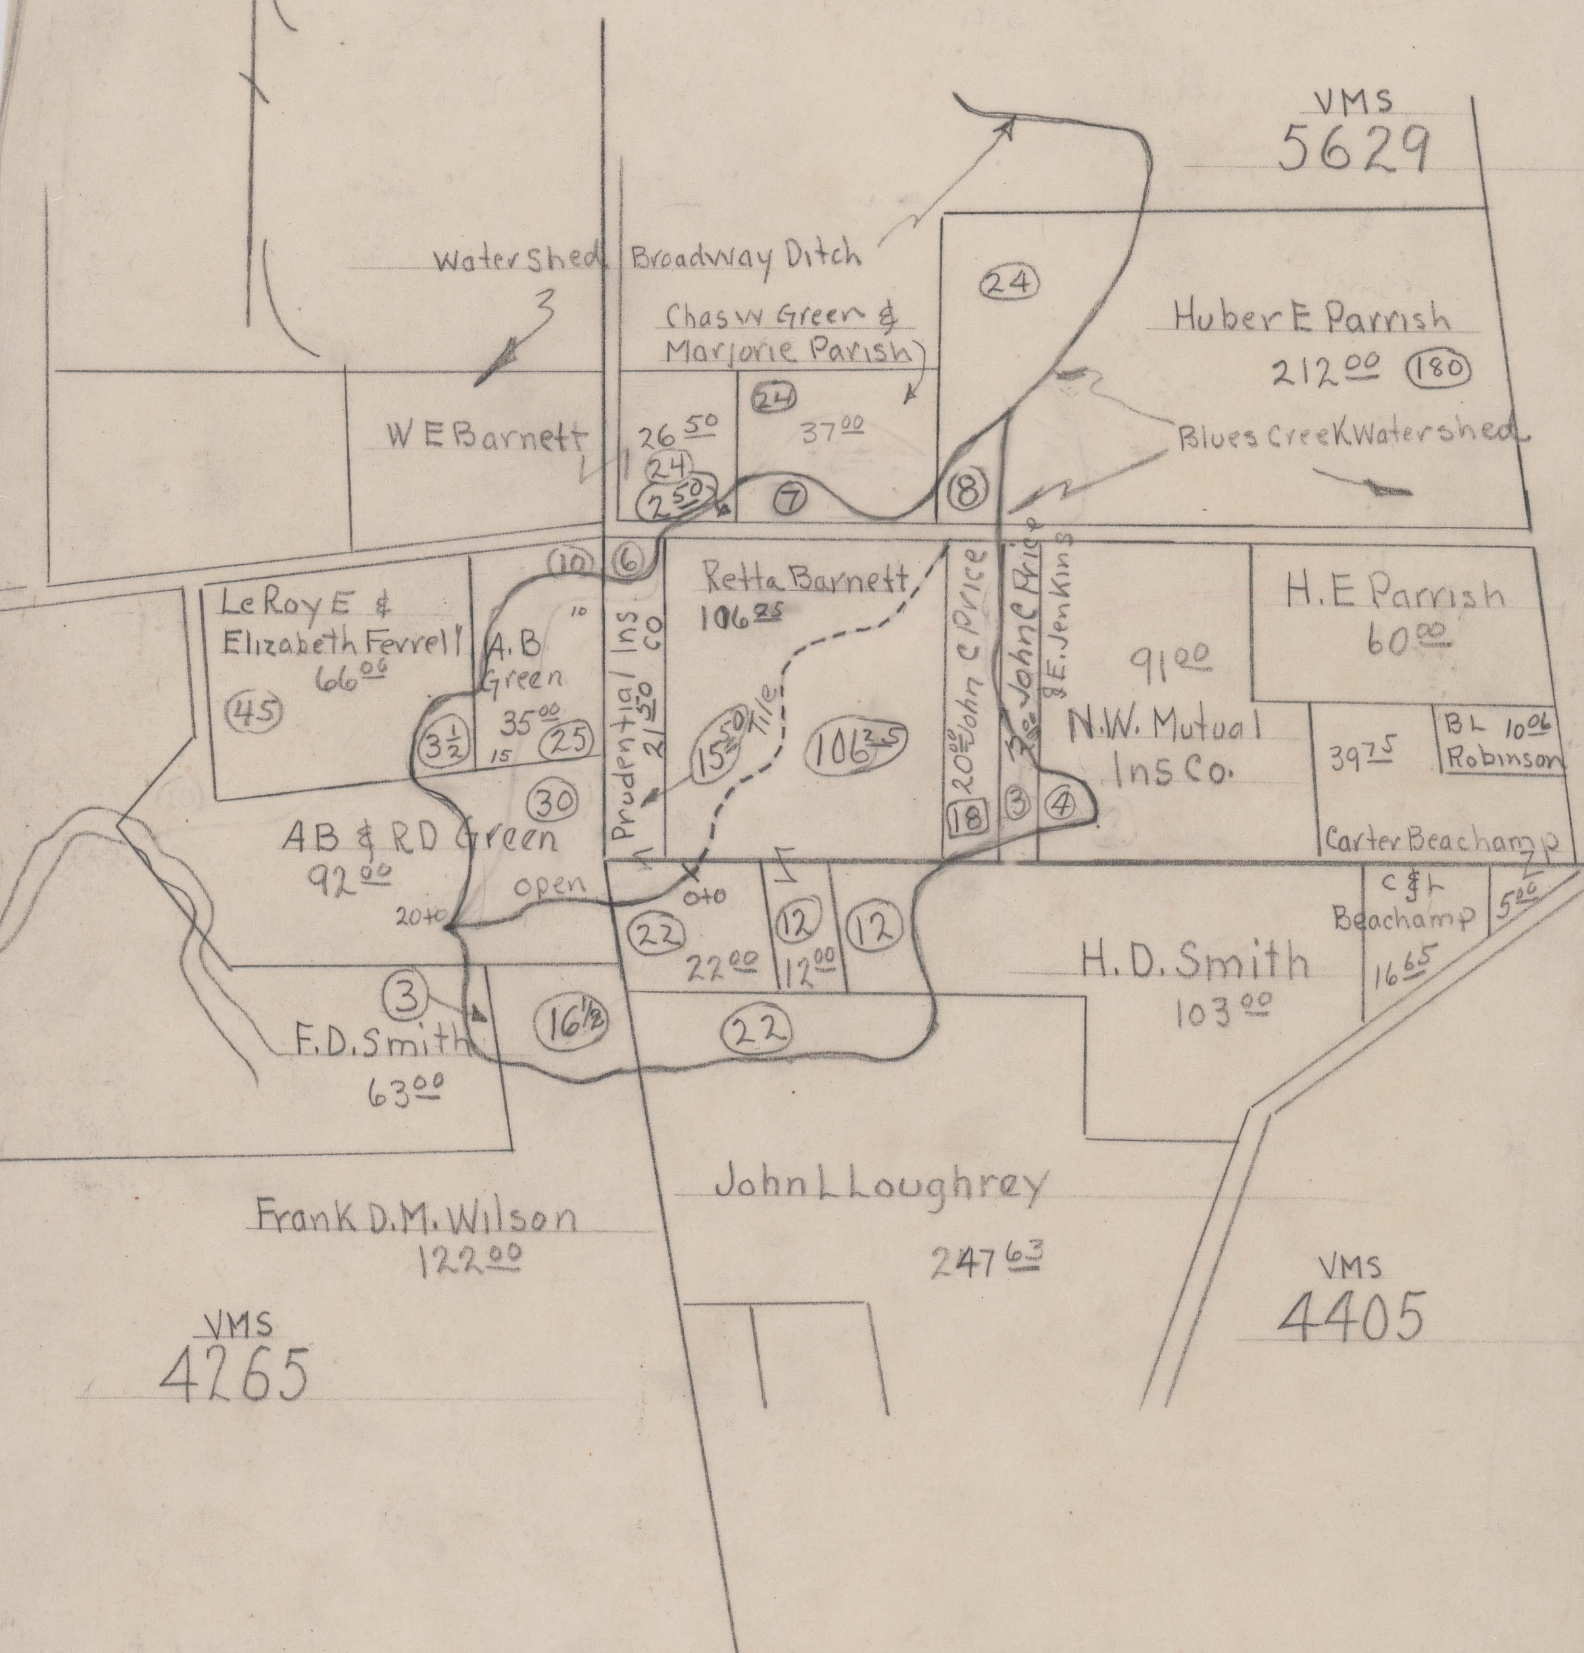 VMS
5629
Watershed
Broadway Ditch
24
Chas W Green &
Marjorie Parish
Huber E Parrish
212 00 180
W E Barnett
26 50
24
2 50
24
37 00
7
8
Blues Creek Watershed
10
6
LeRoy E &
Elizabeth Ferrell
66 00
45
3 1/2
10
A.B
Green
35 00
15 25
Prudential Ins Co
21 50
Retta Barnett
106 25
15 50
Tile
106 25
John C Price
20 00
18
John C Price
3
& E. Jenkins
4
91 00
N.W. Mutual
Ins Co.
H.E Parrish
60 00
39 75
BL 10 06
Robinson
Carter Beachamp
30
AB & RD Green
92 00
open
20+0
0+0
22
22 00
12
12 00
12
H.D. Smith
103 00
C & L
Beachamp
16 65
5 00
3
16 1/2
22
F.D. Smith
63 00
John L Loughrey
247 63
Frank D.M. Wilson
122 00
VMS
4265
VMS
4405